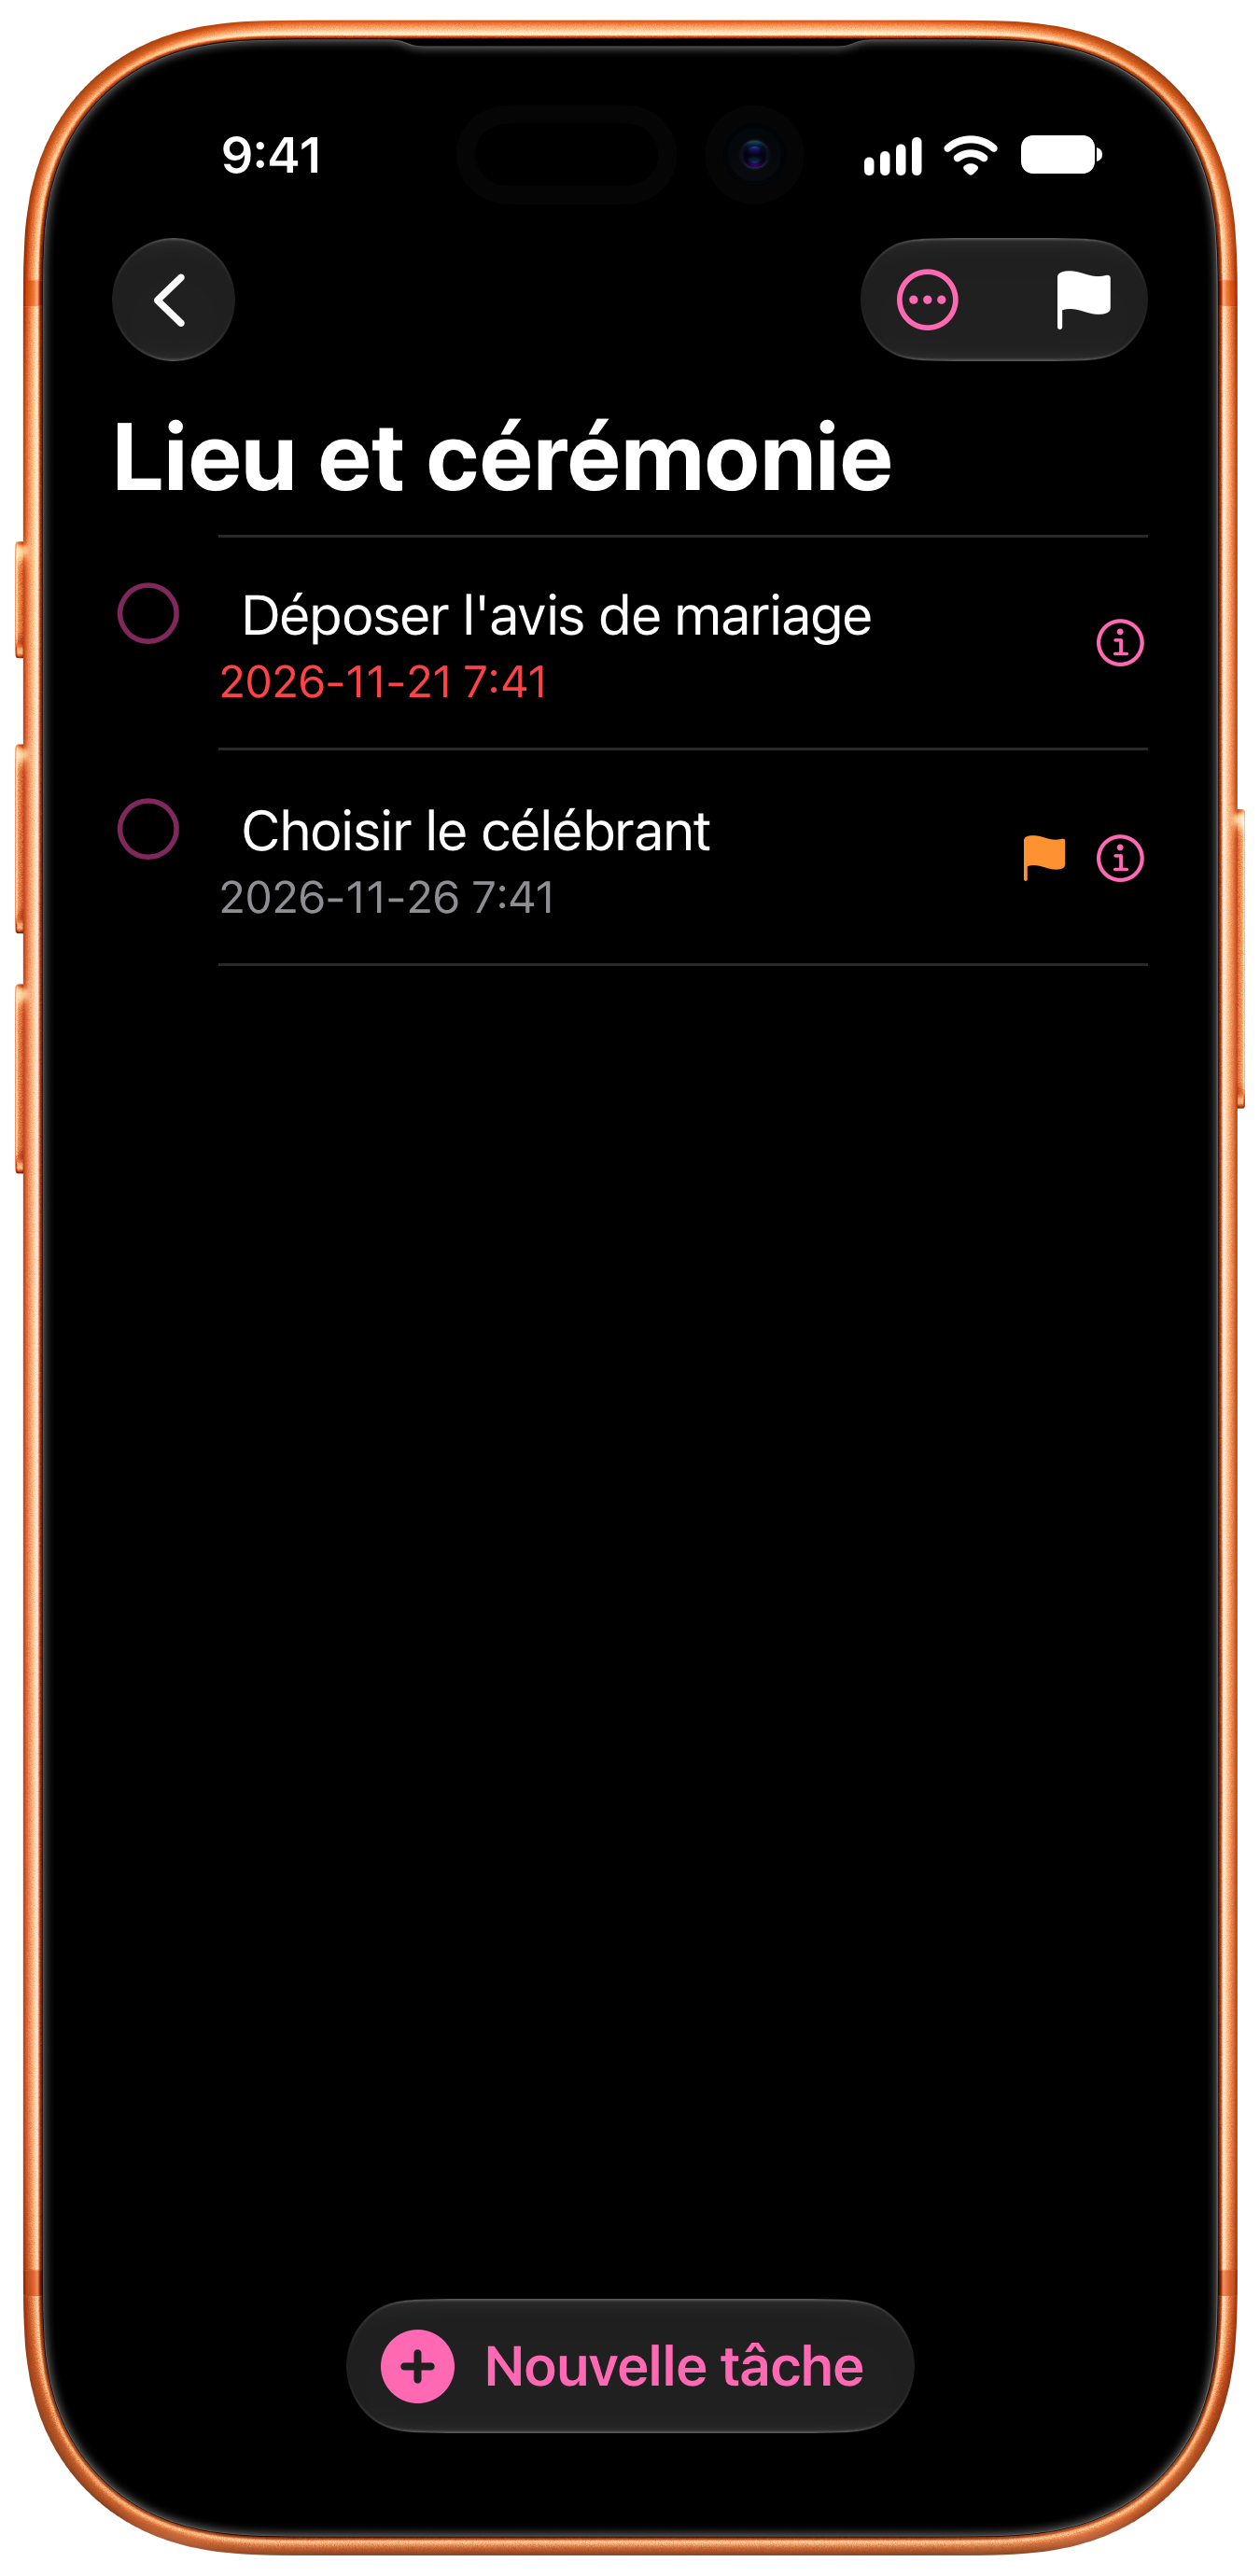 9:41
Lieu et cérémonie
Déposer l'avis de mariage
2026-11-21 7:41
Choisir le célébrant
2026-11-26 7:41
Nouvelle tâche